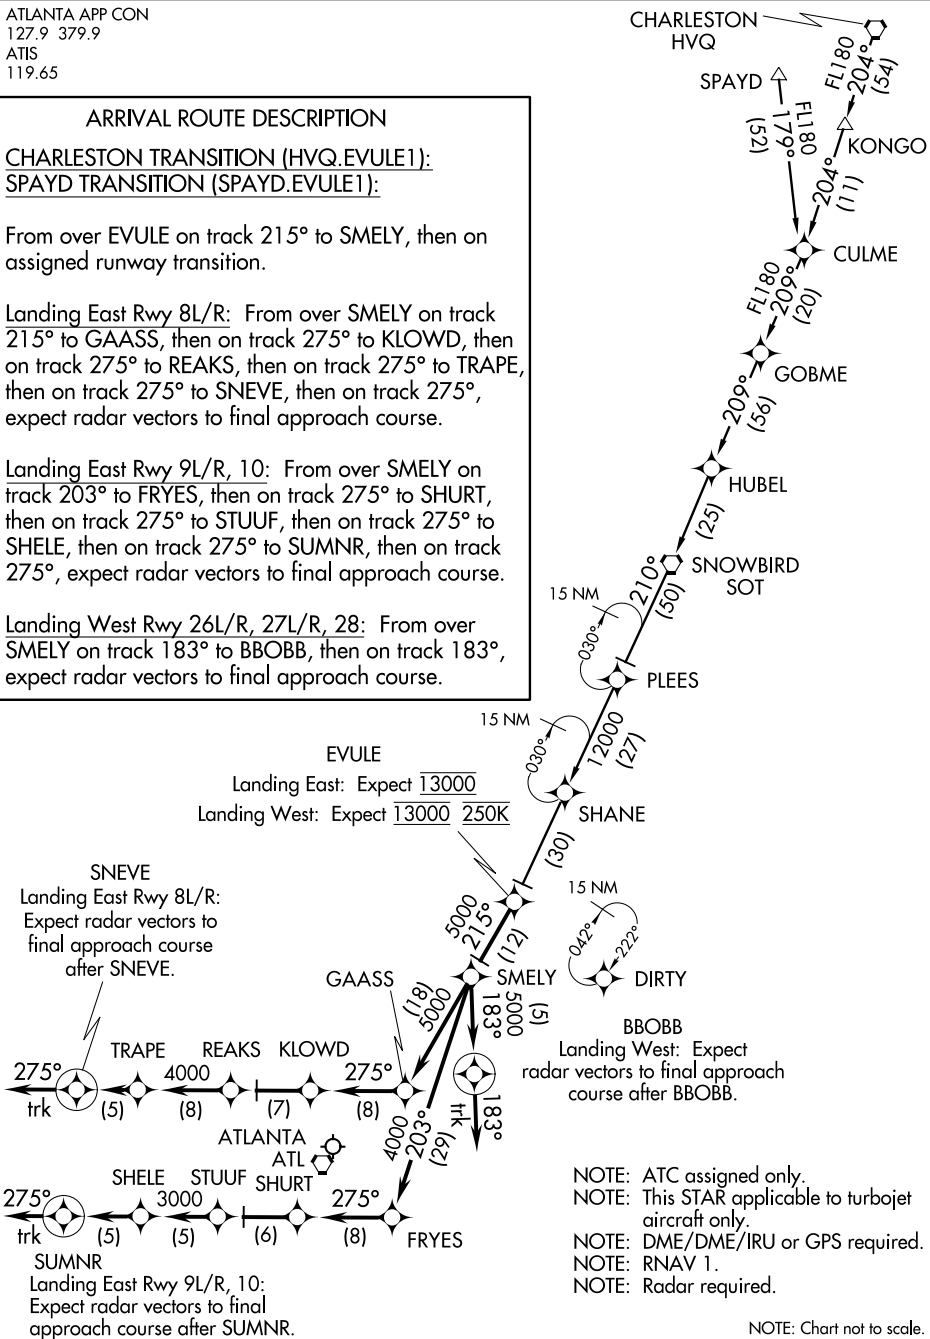 ATLANTA APP CON
127.9 379.9
ATIS
119.65
ARRIVAL ROUTE DESCRIPTION
CHARLESTON TRANSITION (HVQ.EVULE1):
SPAYD TRANSITION (SPAYD.EVULE1):
From over EVULE on track 215° to SMELY, then on
assigned runway transition.
Landing East Rwy 8L/R: From over SMELY on track
215° to GAASS, then on track 275° to KLOWD, then
on track 275° to REAKS, then on track 275° to TRAPE,
then on track 275° to SNEVE, then on track 275°,
expect radar vectors to final approach course.
Landing East Rwy 9L/R, 10: From over SMELY on
track 203° to FRYES, then on track 275° to SHURT,
then on track 275° to STUUF, then on track 275° to
SHELE, then on track 275° to SUMNR, then on track
275°, expect radar vectors to final approach course.
Landing West Rwy 26L/R, 27L/R, 28: From over
SMELY on track 183° to BBOBB, then on track 183°,
expect radar vectors to final approach course.
CHARLESTON
HVQ
FL180
204°
(54)
SPAYD
FL180
179°
(52)
KONGO
204°
(11)
CULME
FL180
209°
(20)
GOBME
209°
(56)
HUBEL
(25)
SNOWBIRD
SOT
210°
(50)
15 NM
030°
PLEES
12000
(27)
15 NM
030°
SHANE
(30)
EVULE
Landing East: Expect 13000
Landing West: Expect 13000 250K
5000
215°
(12)
SMELY
15 NM
042°
222°
DIRTY
SNEVE
Landing East Rwy 8L/R:
Expect radar vectors to
final approach course
after SNEVE.
GAASS
(18)
5000
5000
183°
(5)
BBOBB
Landing West: Expect
radar vectors to final approach
course after BBOBB.
trk
183°
275°
trk
TRAPE
(5)
4000
(8)
REAKS
(7)
KLOWD
275°
(8)
4000
203°
(29)
ATLANTA
ATL
275°
trk
SHELE
(5)
3000
(5)
STUUF
(6)
SHURT
275°
(8)
FRYES
SUMNR
Landing East Rwy 9L/R, 10:
Expect radar vectors to final
approach course after SUMNR.
NOTE: ATC assigned only.
NOTE: This STAR applicable to turbojet
aircraft only.
NOTE: DME/DME/IRU or GPS required.
NOTE: RNAV 1.
NOTE: Radar required.
NOTE: Chart not to scale.